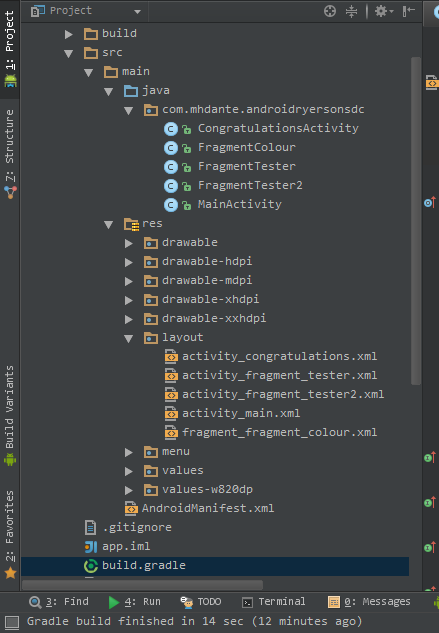 Project
build
src
main
java
com.mhdante.androidryersonsdc
CongratulationsActivity
FragmentColour
FragmentTester
FragmentTester2
MainActivity
res
drawable
drawable-hdpi
drawable-mdpi
drawable-xhdpi
drawable-xxhdpi
layout
activity_congratulations.xml
activity_fragment_tester.xml
activity_fragment_tester2.xml
activity_main.xml
fragment_fragment_colour.xml
menu
values
values-w820dp
AndroidManifest.xml
.gitignore
app.iml
build.gradle
1: Project
7: Structure
Build Variants
2: Favorites
3: Find 4: Run TODO Terminal 0: Messages
Gradle build finished in 14 sec (12 minutes ago)